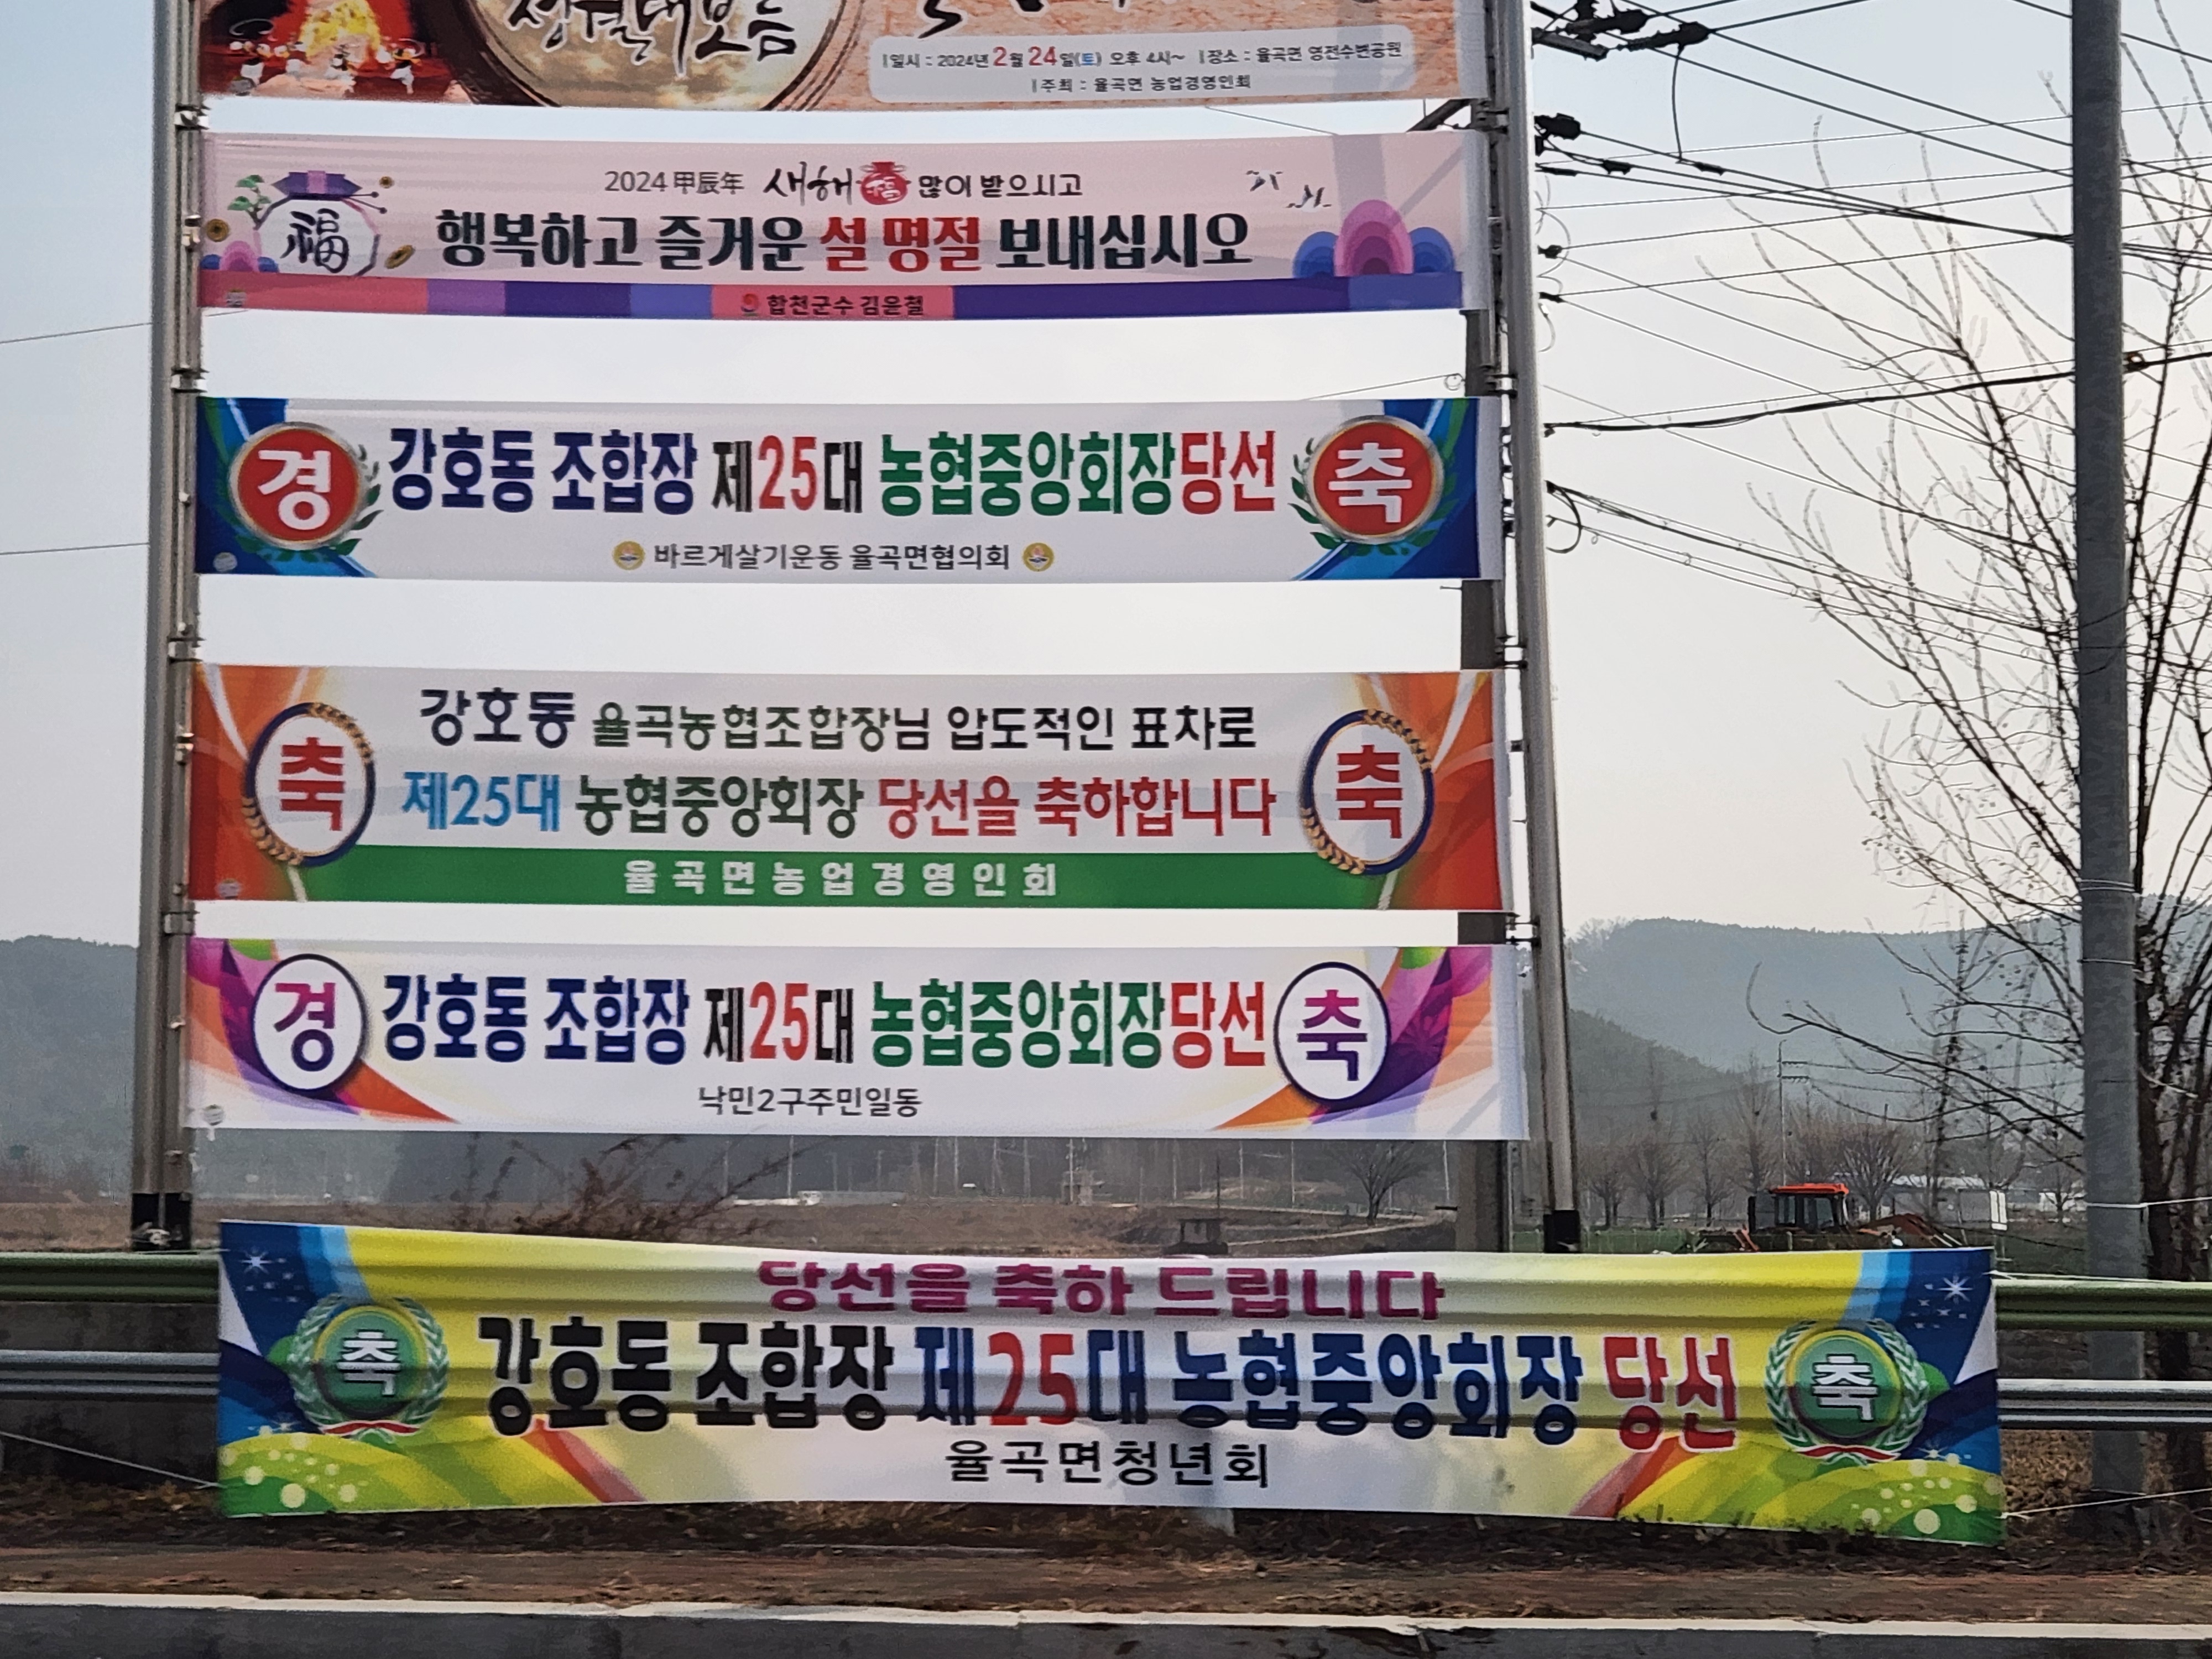 정월대보름
일시 : 2024년 2월 24일(토) 오후 4시~ 장소 : 율곡면 영전수변공원
주최 : 율곡면 농업경영인회
2024 甲辰年 새해 福 많이 받으시고
福
행복하고 즐거운 설 명절 보내십시오
합천군수 김윤철
경 강호동 조합장 제25대 농협중앙회장당선 축
바르게살기운동 율곡면협의회
강호동 율곡농협조합장님 압도적인 표차로
축 제25대 농협중앙회장 당선을 축하합니다 축
율곡면농업경영인회
경 강호동 조합장 제25대 농협중앙회장당선 축
낙민2구주민일동
당선을 축하 드립니다
축 강호동 조합장 제25대 농협중앙회장 당선 축
율곡면청년회